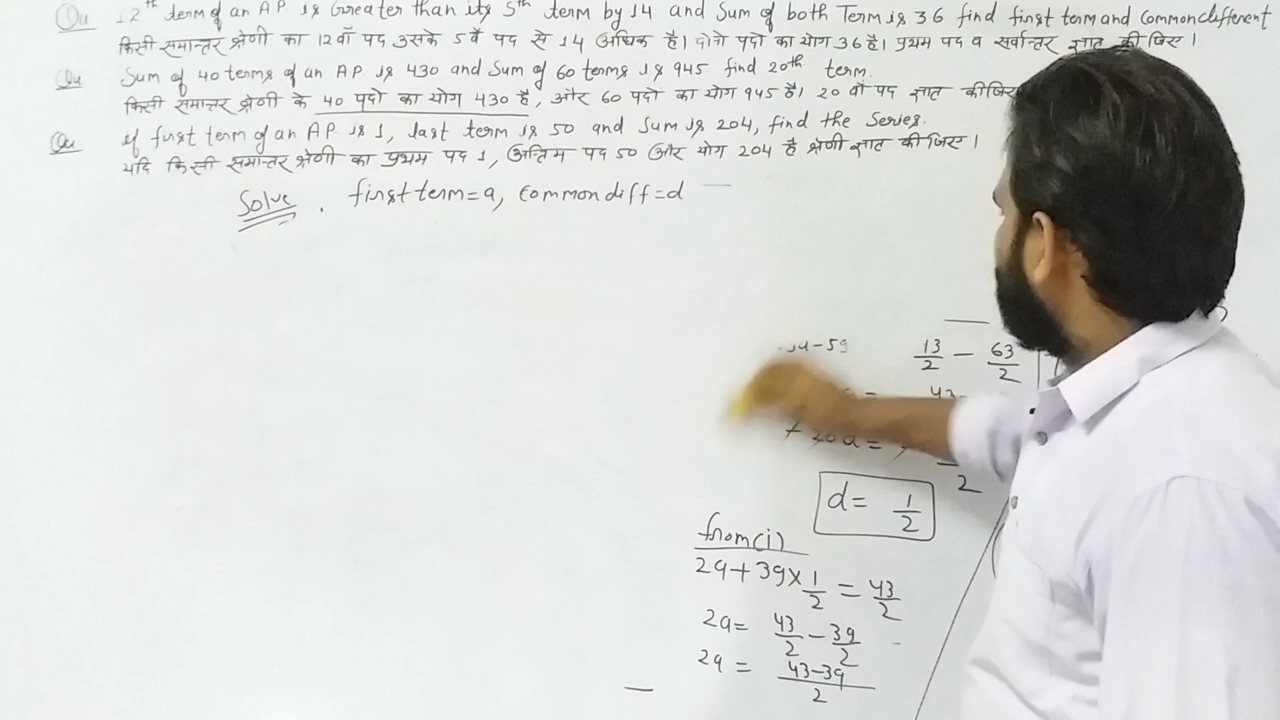 Qu 12th term of an AP is Greater than its 5th term by 14 and Sum of both Term is 36 find first term and Common different
किसी समान्तर श्रेणी का 12वाँ पद उसके 5वें पद से 14 अधिक है। दोनो पदो का योग 36 है। प्रथम पद व सर्वान्तर ज्ञात कीजिए।
Qu Sum of 40 terms of an AP is 430 and Sum of 60 terms is 945. find 20th term.
किसी समान्तर श्रेणी के 40 पदो का योग 430 है, और 60 पदो का योग 945 है। 20 वाँ पद ज्ञात कीजिए
Qu if first term of an AP is 1, last term is 50 and Sum is 204, find the Series.
यदि किसी समान्तर श्रेणी का प्रथम पद 1, अन्तिम पद 50 और योग 204 है श्रेणी ज्ञात कीजिए।
Solve . first term = a, Common diff = d
13/2 - 63/2
2
d = 1/2
from (i)
2a + 39 × 1/2 = 43/2
2a = 43/2 - 39/2
2a = 43-39/2